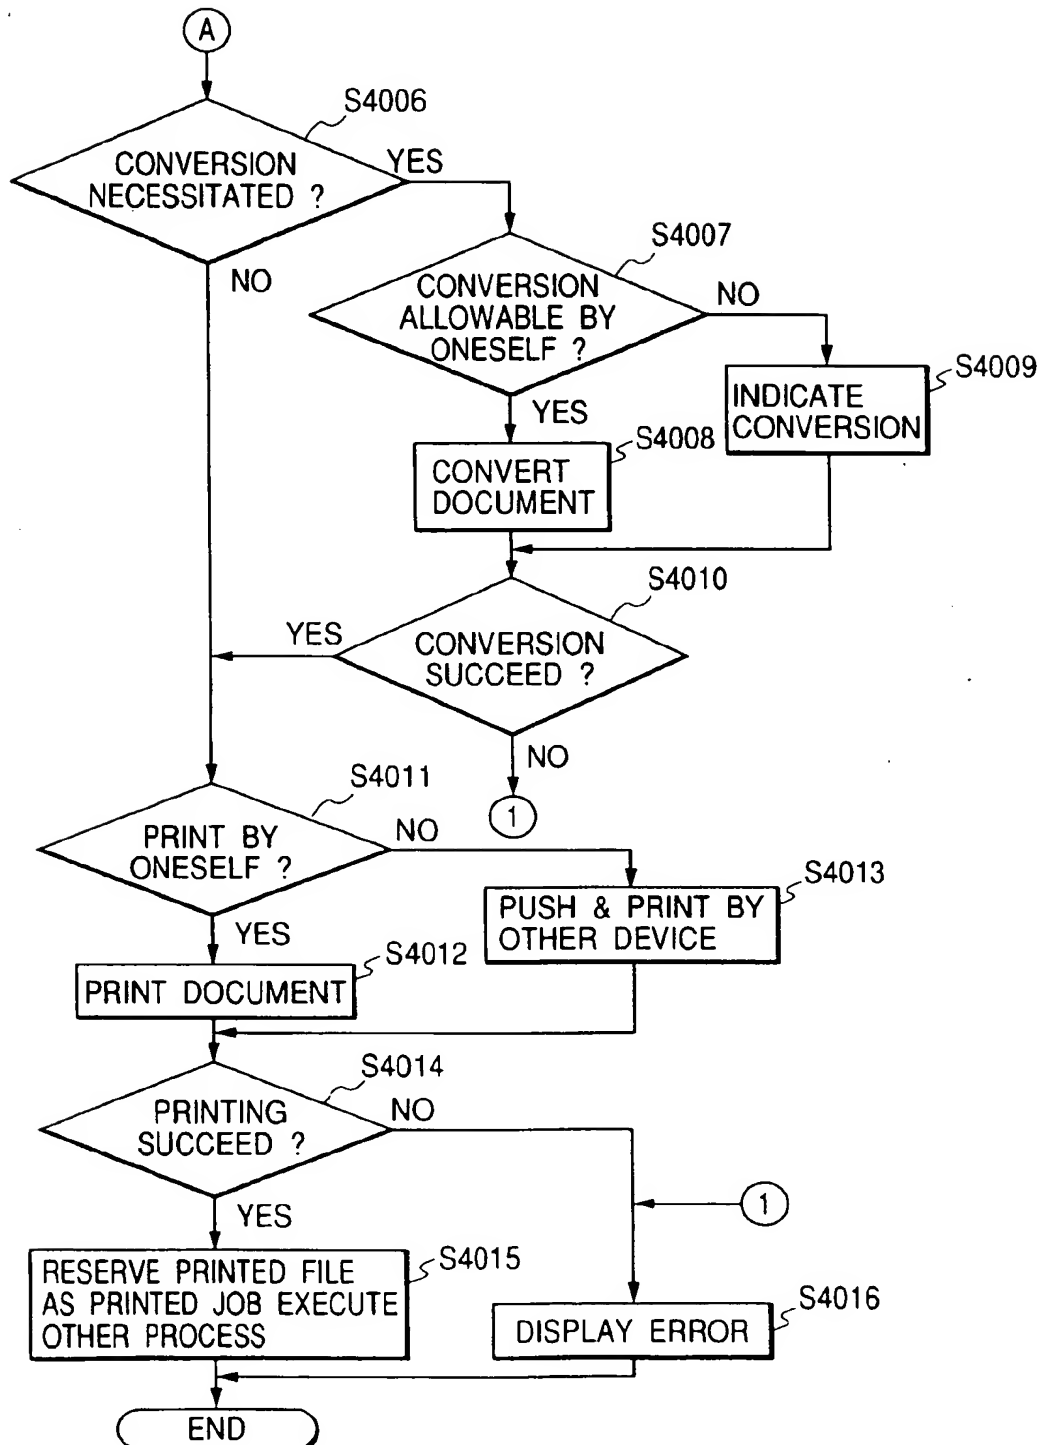 A
S4006
CONVERSION
NECESSITATED ?
YES
NO
S4007
CONVERSION
ALLOWABLE BY
ONESELF ?
NO
YES
S4009
INDICATE
CONVERSION
S4008
CONVERT
DOCUMENT
S4010
CONVERSION
SUCCEED ?
YES
NO
1
S4011
PRINT BY
ONESELF ?
NO
YES
S4013
PUSH & PRINT BY
OTHER DEVICE
S4012
PRINT DOCUMENT
S4014
PRINTING
SUCCEED ?
NO
YES
1
S4015
RESERVE PRINTED FILE
AS PRINTED JOB EXECUTE
OTHER PROCESS
S4016
DISPLAY ERROR
END